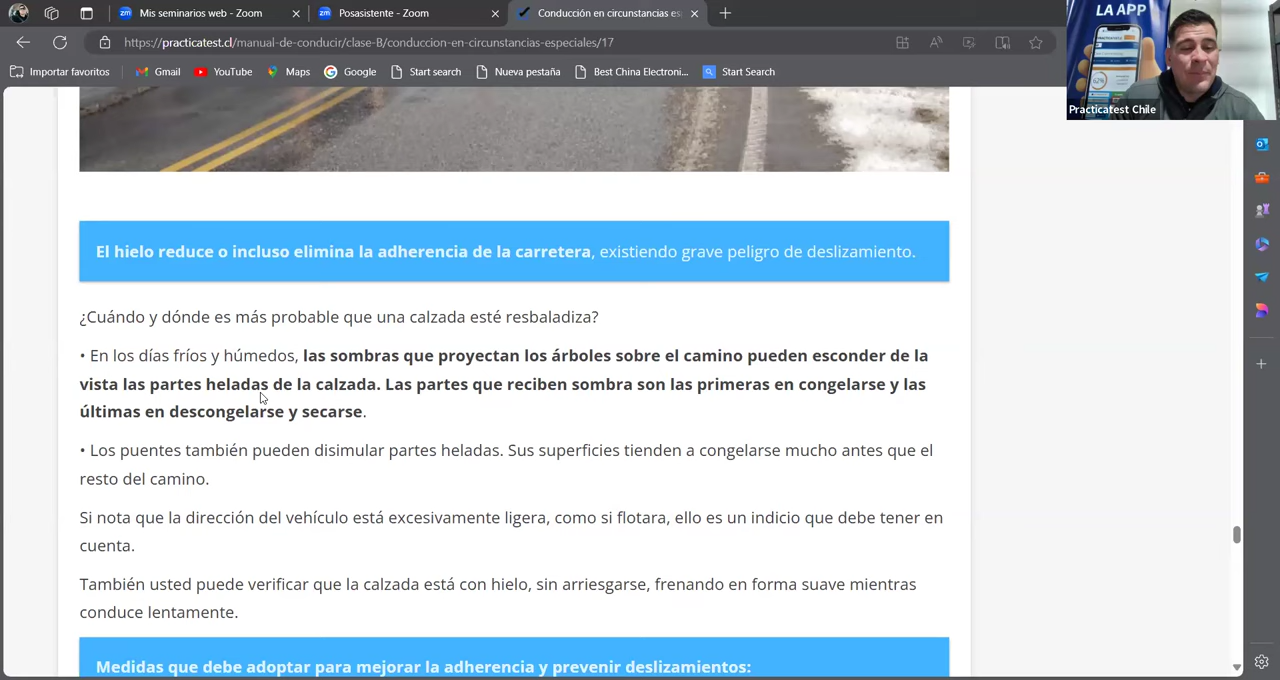 Mis seminarios web - Zoom
Posasistente - Zoom
Conducción en circunstancias es
https://practicatest.cl/manual-de-conducir/clase-B/conduccion-en-circunstancias-especiales/17
Importar favoritos
Gmail
YouTube
Maps
Google
Start search
Nueva pestaña
Best China Electroni...
Start Search
LA APP
Practicatest Chile
El hielo reduce o incluso elimina la adherencia de la carretera, existiendo grave peligro de deslizamiento.
¿Cuándo y dónde es más probable que una calzada esté resbaladiza?
• En los días fríos y húmedos, las sombras que proyectan los árboles sobre el camino pueden esconder de la
vista las partes heladas de la calzada. Las partes que reciben sombra son las primeras en congelarse y las
últimas en descongelarse y secarse.
• Los puentes también pueden disimular partes heladas. Sus superficies tienden a congelarse mucho antes que el
resto del camino.
Si nota que la dirección del vehículo está excesivamente ligera, como si flotara, ello es un indicio que debe tener en
cuenta.
También usted puede verificar que la calzada está con hielo, sin arriesgarse, frenando en forma suave mientras
conduce lentamente.
Medidas que debe adoptar para mejorar la adherencia y prevenir deslizamientos: